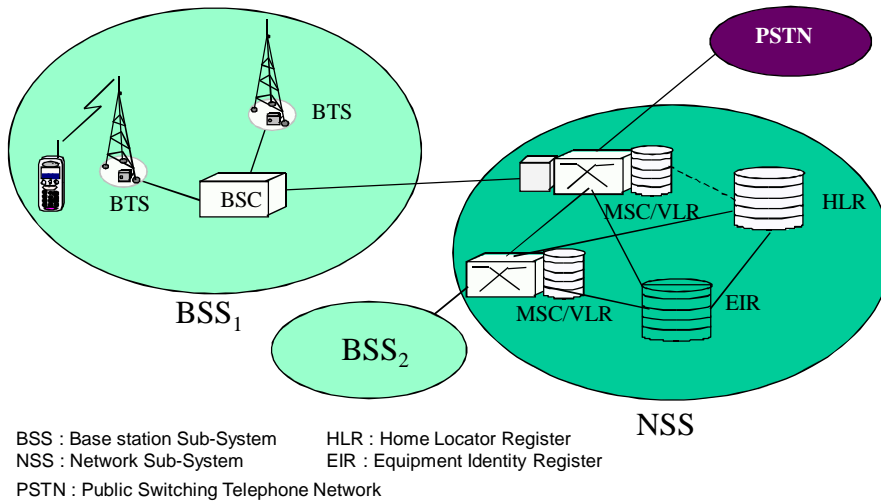 PSTN
BTS
BTS
BSC
MSC/VLR
HLR
BSS1
MSC/VLR
EIR
BSS2
NSS
BSS : Base station Sub-System
HLR : Home Locator Register
NSS : Network Sub-System
EIR : Equipment Identity Register
PSTN : Public Switching Telephone Network